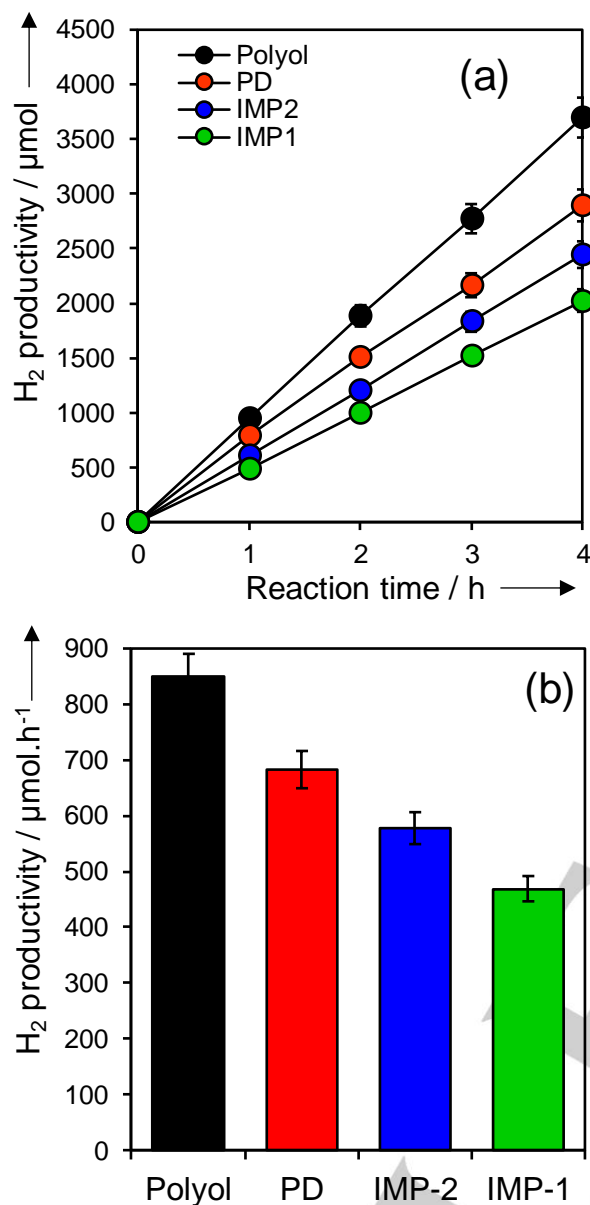 H₂ productivity / μmol
4500
4000
3500
3000
2500
2000
1500
1000
500
0
Polyol
PD
IMP2
IMP1
(a)
0 1 2 3 4
Reaction time / h
H₂ productivity / μmol.h⁻¹
900
800
700
600
500
400
300
200
100
0
(b)
Polyol PD IMP-2 IMP-1